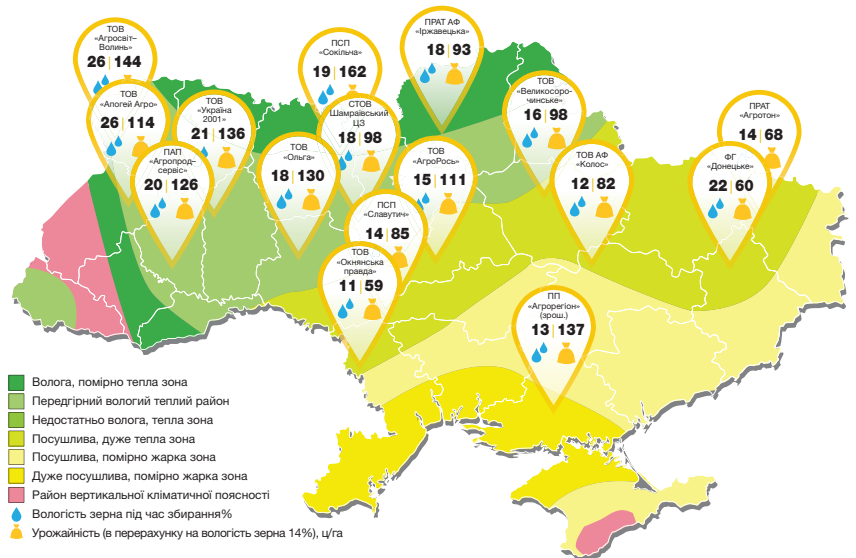 ТОВ
«Агросвіт–
Волинь»
26 | 144
ТОВ
«Апогей Агро»
26 | 114
ТОВ
«Україна
2001»
21 | 136
ПАП
«Агропрод–
сервіс»
20 | 126
ПСП
«Сокільча»
19 | 162
СТОВ
Шамраївський
ЦЗ
18 | 98
ТОВ
«Ольга»
18 | 130
ПРАТ АФ
«Іржавецька»
18 | 93
ТОВ
«АгроРось»
15 | 111
ПСП
«Славутич»
14 | 85
ТОВ
«Окнянська
правда»
11 | 59
ТОВ
«Великосоро–
чинське»
16 | 98
ТОВ АФ
«Колос»
12 | 82
ПРАТ
«Агротон»
14 | 68
ФГ
«Донецьке»
22 | 60
ПП
«Агрорегіон»
(зрош.)
13 | 137
Волога, помірно тепла зона
Передгірний вологий теплий район
Недостатньо волога, тепла зона
Посушлива, дуже тепла зона
Посушлива, помірно жарка зона
Дуже посушлива, помірно жарка зона
Район вертикальної кліматичної поясності
Вологість зерна під час збирання%
Урожайність (в перерахунку на вологість зерна 14%), ц/га